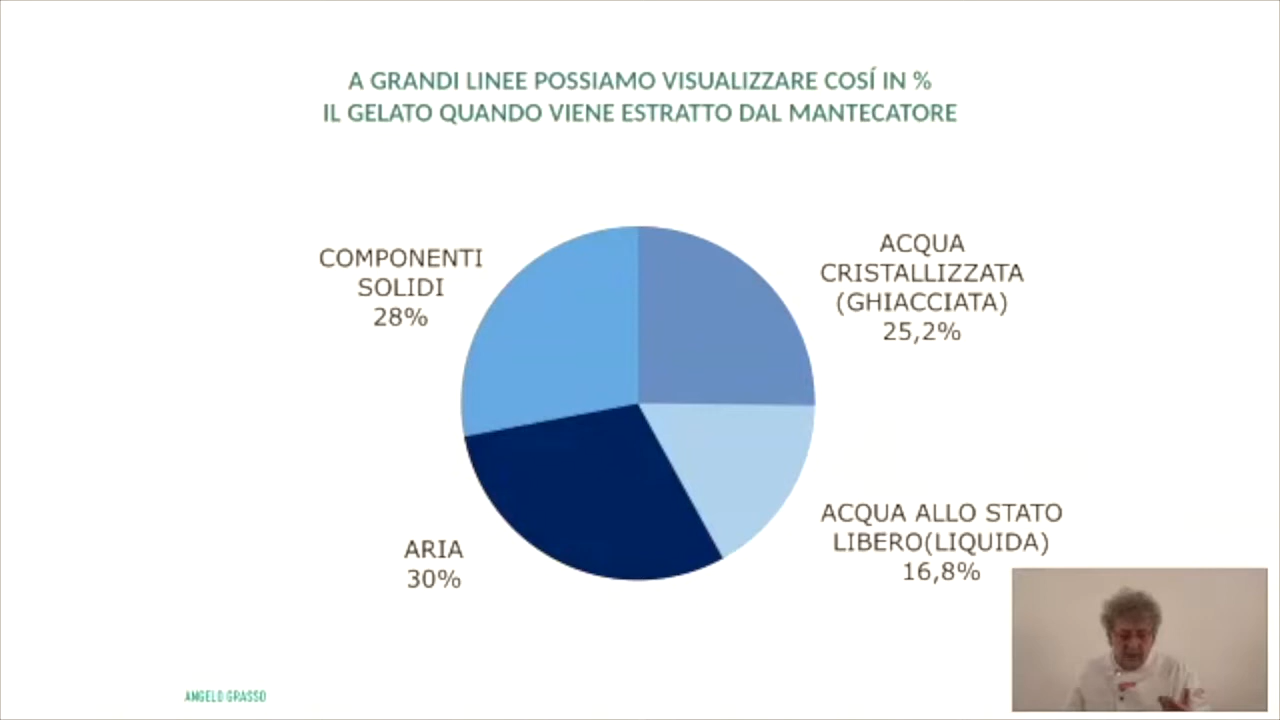 A GRANDI LINEE POSSIAMO VISUALIZZARE COSÍ IN %
IL GELATO QUANDO VIENE ESTRATTO DAL MANTECATORE
COMPONENTI
SOLIDI
28%
ACQUA
CRISTALLIZZATA
(GHIACCIATA)
25,2%
ARIA
30%
ACQUA ALLO STATO
LIBERO(LIQUIDA)
16,8%
ANGELO GRASSO